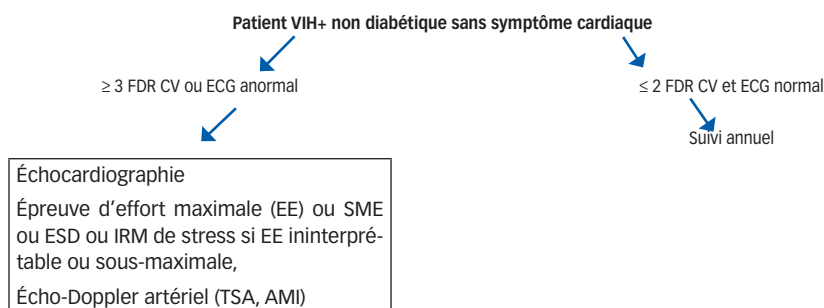 Patient VIH+ non diabétique sans symptôme cardiaque
≥ 3 FDR CV ou ECG anormal
≤ 2 FDR CV et ECG normal
Suivi annuel
Échocardiographie
Épreuve d’effort maximale (EE) ou SME
ou ESD ou IRM de stress si EE ininterpré-
table ou sous-maximale,
Écho-Doppler artériel (TSA, AMI)